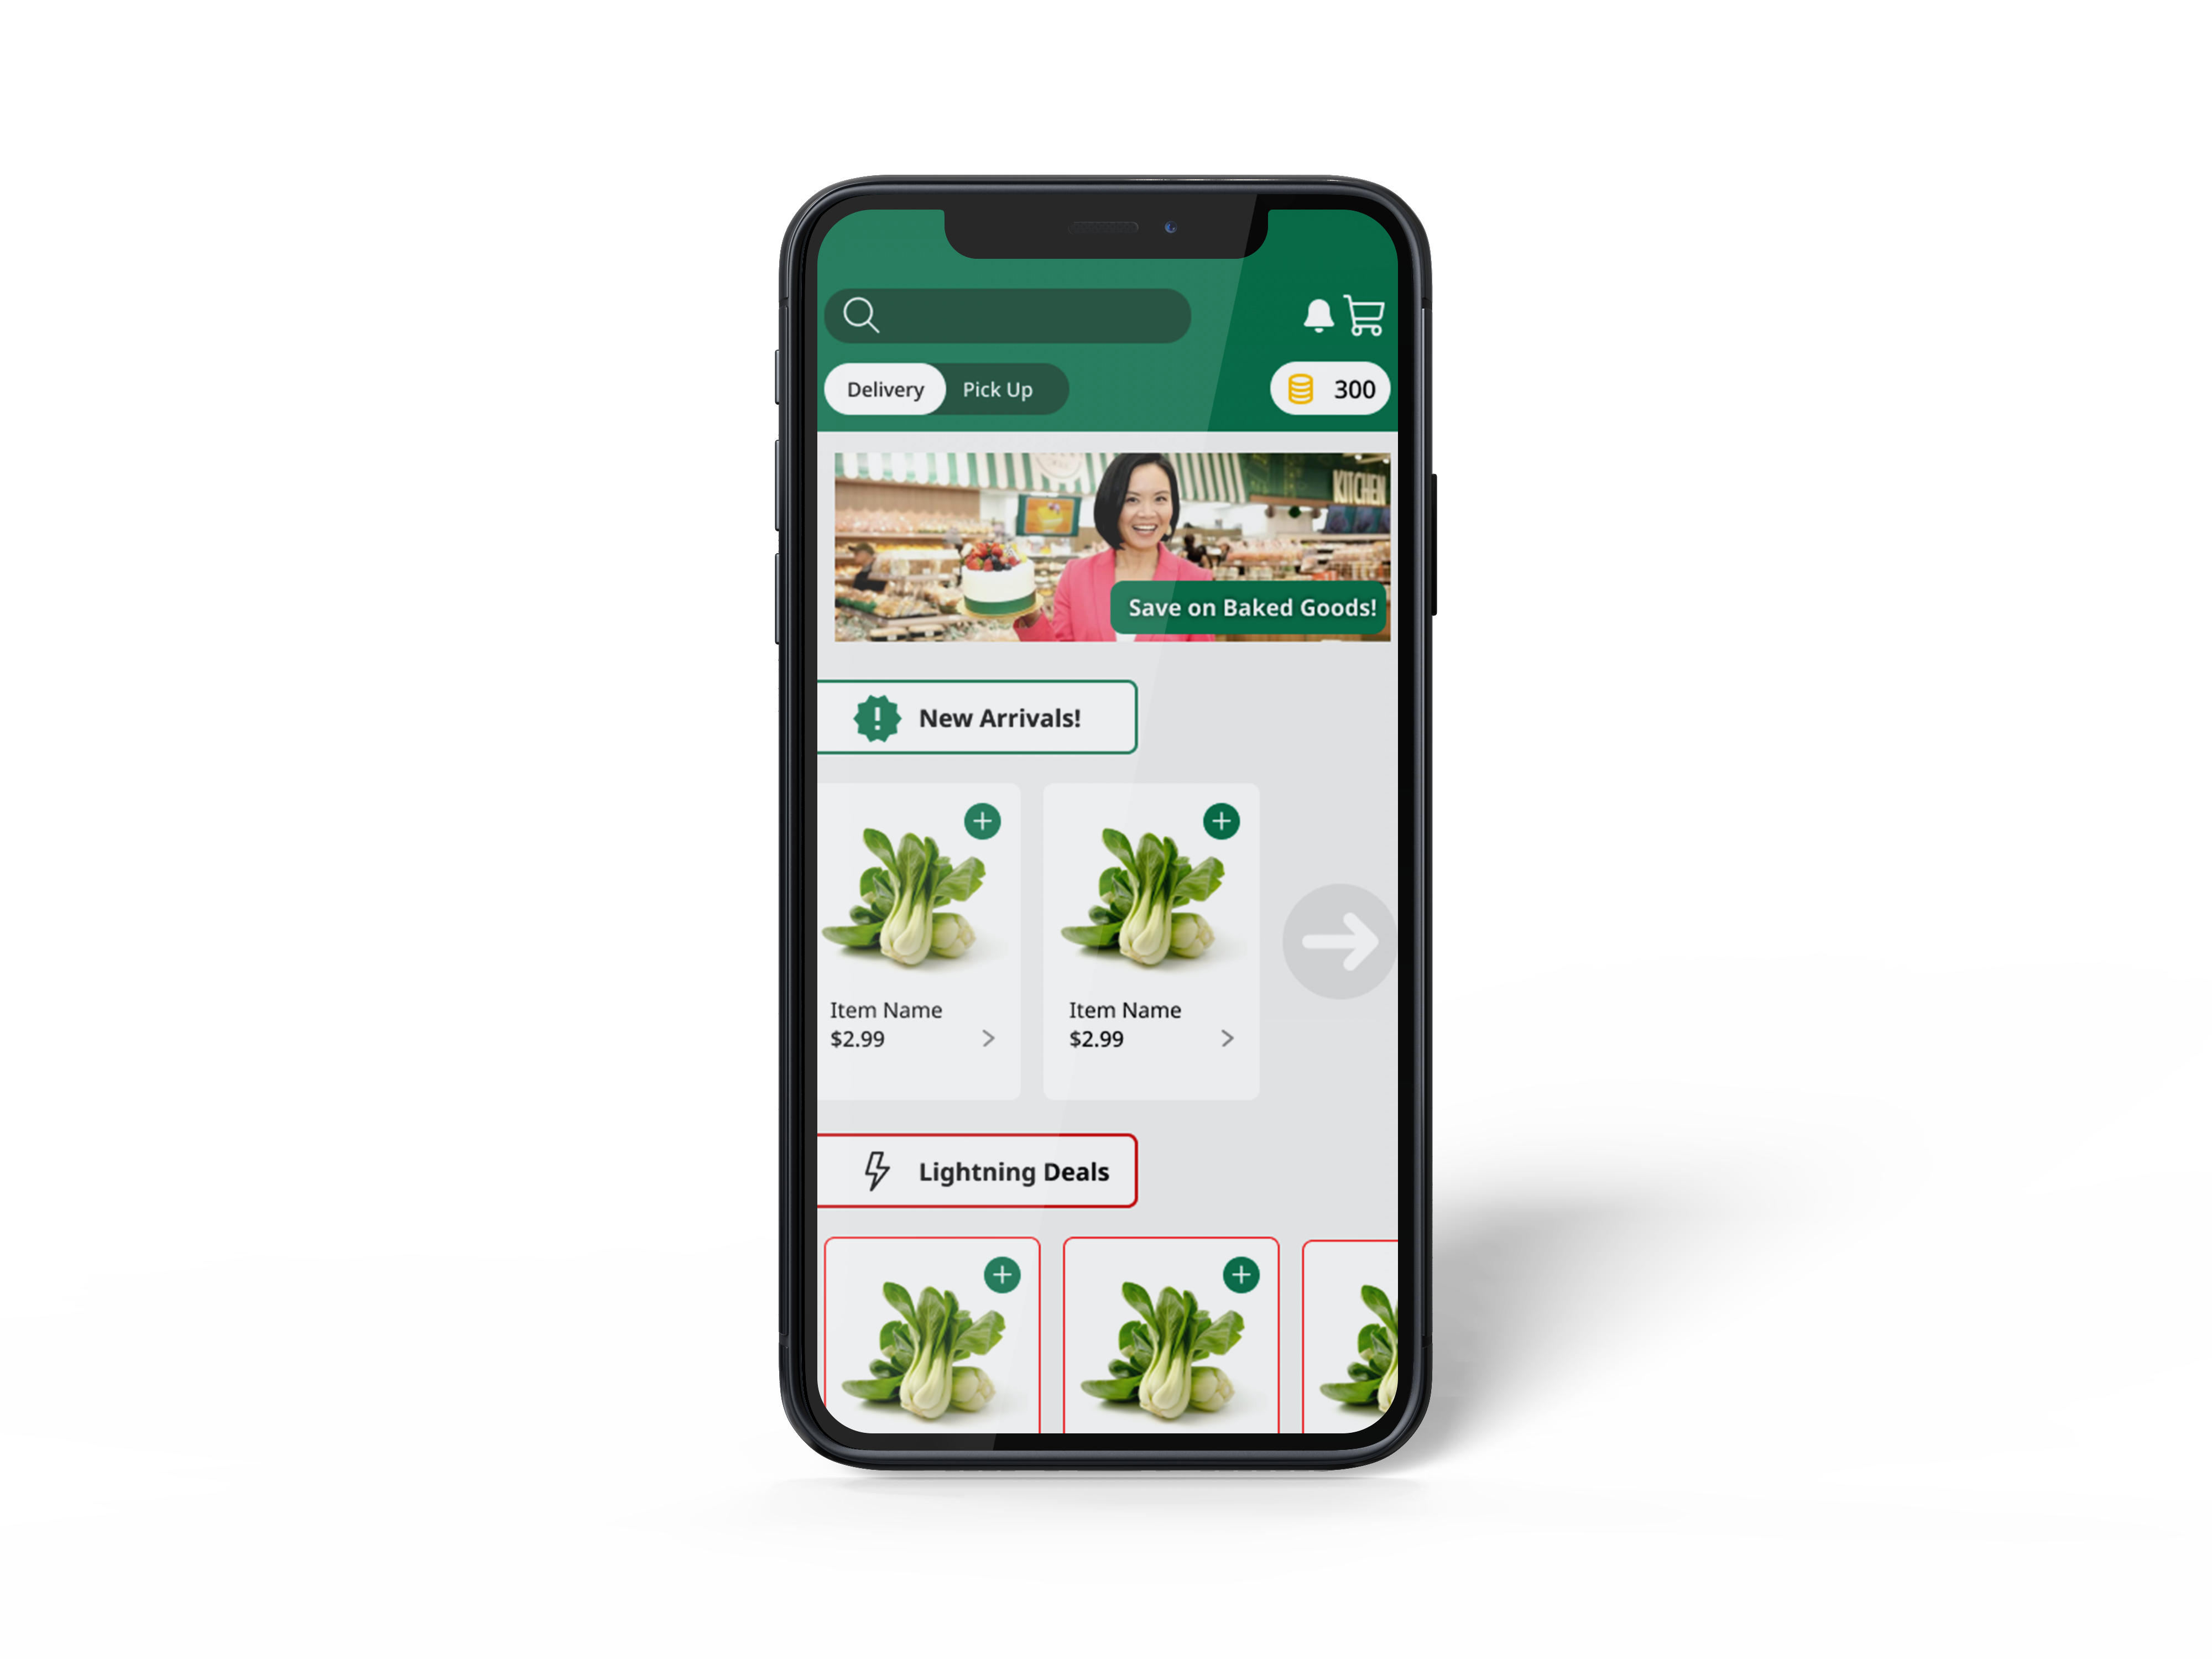 Delivery Pick Up 300
KITCHEN
Save on Baked Goods!
New Arrivals!
Item Name
$2.99
Item Name
$2.99
Lightning Deals